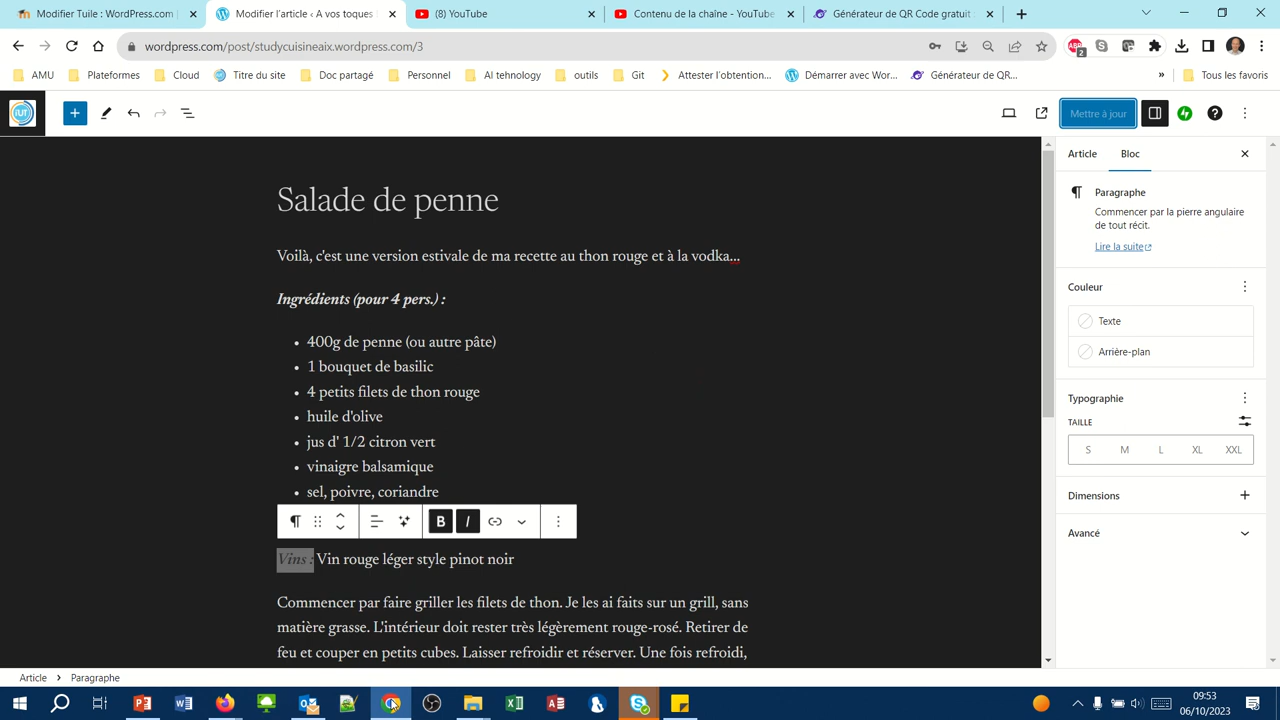 Modifier Tuile : WordPress.com
Modifier l'article « A vos toques
(8) YouTube
Contenu de la chaîne - YouTube
Générateur de QR Code gratuit :
wordpress.com/post/studycuisineaix.wordpress.com/3
2
AMU
Plateformes
Cloud
Titre du site
Doc partagé
Personnel
AI tehnology
outils
Git
Attester l'obtention...
Démarrer avec Wor...
Générateur de QR...
»
Tous les favoris
iut
Mettre à jour
Article
Bloc
Salade de penne
Voilà, c'est une version estivale de ma recette au thon rouge et à la vodka...
Ingrédients (pour 4 pers.) :
400g de penne (ou autre pâte)
1 bouquet de basilic
4 petits filets de thon rouge
huile d'olive
jus d' 1/2 citron vert
vinaigre balsamique
sel, poivre, coriandre
B I
Vins : Vin rouge léger style pinot noir
Commencer par faire griller les filets de thon. Je les ai faits sur un grill, sans
matière grasse. L'intérieur doit rester très légèrement rouge-rosé. Retirer de
feu et couper en petits cubes. Laisser refroidir et réserver. Une fois refroidi,
Paragraphe
Commencer par la pierre angulaire
de tout récit.
Lire la suite
Couleur
Texte
Arrière-plan
Typographie
TAILLE
S M L XL XXL
Dimensions
Avancé
Article > Paragraphe
09:53
06/10/2023